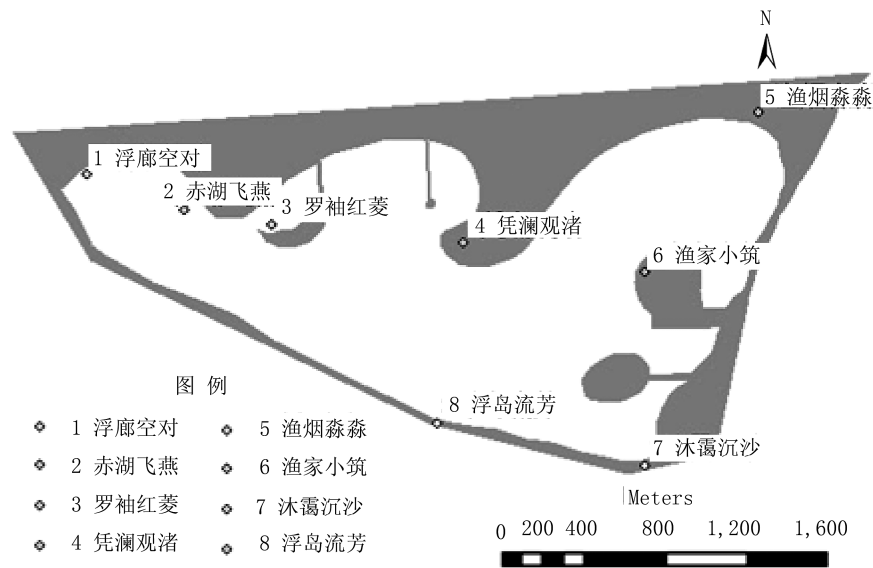 N
5 渔烟淼淼
1 浮廊空对
2 赤湖飞燕
3 罗袖红菱
4 凭澜观渚
6 渔家小筑
8 浮岛流芳
7 沐霭沉沙
图 例
1 浮廊空对
5 渔烟淼淼
2 赤湖飞燕
6 渔家小筑
3 罗袖红菱
7 沐霭沉沙
4 凭澜观渚
8 浮岛流芳
Meters
0 200 400 800 1,200 1,600